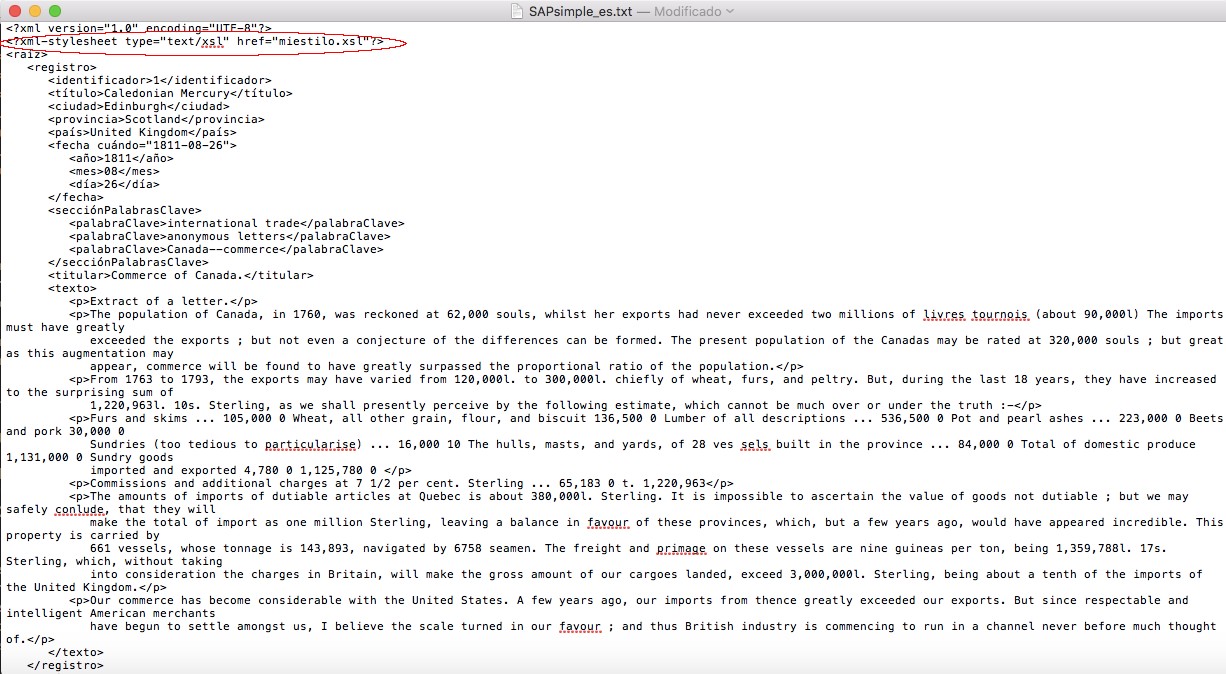 SAPsimple_es.txt — Modificado
<?xml version="1.0" encoding="UTF-8"?>
<?xml-stylesheet type="text/xsl" href="miestilo.xsl"?>
<raíz>
<registro>
<identificador>1</identificador>
<título>Caledonian Mercury</título>
<ciudad>Edinburgh</ciudad>
<provincia>Scotland</provincia>
<país>United Kingdom</país>
<fecha cuándo="1811-08-26">
<año>1811</año>
<mes>08</mes>
<día>26</día>
</fecha>
<secciónPalabrasClave>
<palabraClave>international trade</palabraClave>
<palabraClave>anonymous letters</palabraClave>
<palabraClave>Canada--commerce</palabraClave>
</secciónPalabrasClave>
<titular>Commerce of Canada.</titular>
<texto>
<p>Extract of a letter.</p>
<p>The population of Canada, in 1760, was reckoned at 62,000 souls, whilst her exports had never exceeded two millions of livres tournois (about 90,000l) The imports
must have greatly
exceeded the exports ; but not even a conjecture of the differences can be formed. The present population of the Canadas may be rated at 320,000 souls ; but great
as this augmentation may
appear, commerce will be found to have greatly surpassed the proportional ratio of the population.</p>
<p>From 1763 to 1793, the exports may have varied from 120,000l. to 300,000l. chiefly of wheat, furs, and peltry. But, during the last 18 years, they have increased
to the surprising sum of
1,220,963l. 10s. Sterling, as we shall presently perceive by the following estimate, which cannot be much over or under the truth :—</p>
<p>Furs and skims ... 105,000 0 Wheat, all other grain, flour, and biscuit 136,500 0 Lumber of all descriptions ... 536,500 0 Pot and pearl ashes ... 223,000 0 Beets
and pork 30,000 0
Sundries (too tedious to particularise) ... 16,000 10 The hulls, masts, and yards, of 28 ves sels built in the province ... 84,000 0 Total of domestic produce
1,131,000 0 Sundry goods
imported and exported 4,780 0 1,125,780 0 </p>
<p>Commissions and additional charges at 7 1/2 per cent. Sterling ... 65,183 0 t. 1,220,963</p>
<p>The amounts of imports of dutiable articles at Quebec is about 380,000l. Sterling. It is impossible to ascertain the value of goods not dutiable ; but we may
safely conlude, that they will
make the total of import as one million Sterling, leaving a balance in favour of these provinces, which, but a few years ago, would have appeared incredible. This
property is carried by
661 vessels, whose tonnage is 143,893, navigated by 6758 seamen. The freight and primage on these vessels are nine guineas per ton, being 1,359,788l. 17s.
Sterling, which, without taking
into consideration the charges in Britain, will make the gross amount of our cargoes landed, exceed 3,000,000l. Sterling, being about a tenth of the imports of
the United Kingdom.</p>
<p>Our commerce has become considerable with the United States. A few years ago, our imports from thence greatly exceeded our exports. But since respectable and
intelligent American merchants
have begun to settle amongst us, I believe the scale turned in our favour ; and thus British industry is commencing to run in a channel never before much thought
of.</p>
</texto>
</registro>